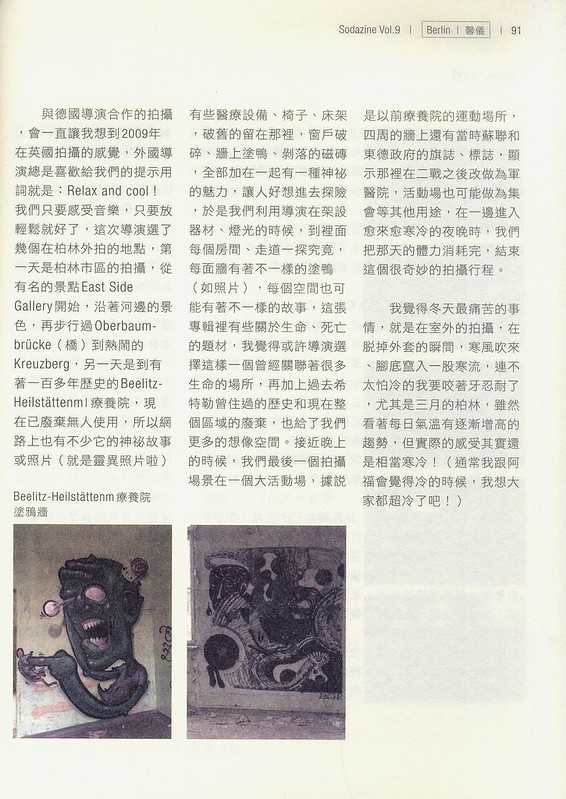 Sodazine Vol.9 | Berlin | 馨儀 | 91
與德國導演合作的拍攝
，會一直讓我想到2009年
在英國拍攝的感覺，外國導
演總是喜歡給我們的提示用
詞就是：Relax and cool！
我們只要感受音樂，只要放
輕鬆就好了，這次導演選了
幾個在柏林外拍的地點，第
一天是柏林市區的拍攝，從
有名的景點East Side
Gallery開始，沿著河邊的景
色，再步行過Oberbaum-
brücke（橋）到熱鬧的
Kreuzberg，另一天是到有
著一百多年歷史的Beelitz-
Heilstättenml療養院，現
在已廢棄無人使用，所以網
路上也有不少它的神祕故事
或照片（就是靈異照片啦）
有些醫療設備、椅子、床架
，破舊的留在那裡，窗戶破
碎、牆上塗鴉、剝落的磁磚
，全部加在一起有一種神祕
的魅力，讓人好想進去探險
，於是我們利用導演在架設
器材、燈光的時候，到裡面
每個房間、走道一探究竟，
每面牆有著不一樣的塗鴉
（如照片），每個空間也可
能有著不一樣的故事，這張
專輯裡有些關於生命、死亡
的題材，我覺得或許導演選
擇這樣一個曾經關聯著很多
生命的場所，再加上過去希
特勒曾住過的歷史和現在整
個區域的廢棄，也給了我們
更多的想像空間。接近晚上
的時候，我們最後一個拍攝
場景在一個大活動場，據說
是以前療養院的運動場所，
四周的牆上還有當時蘇聯和
東德政府的旗誌、標誌，顯
示那裡在二戰之後改做為軍
醫院，活動場也可能做為集
會等其他用途，在一邊進入
愈來愈寒冷的夜晚時，我們
把那天的體力消耗完，結束
這個很奇妙的拍攝行程。
我覺得冬天最痛苦的事
情，就是在室外的拍攝，在
脫掉外套的瞬間，寒風吹來
、腳底竄入一股寒流，連不
太怕冷的我要咬著牙忍耐了
，尤其是三月的柏林，雖然
看著每日氣溫有逐漸增高的
趨勢，但實際的感受其實還
是相當寒冷！（通常我跟阿
福會覺得冷的時候，我想大
家都超冷了吧！）
Beelitz-Heilstättenm療養院
塗鴉牆